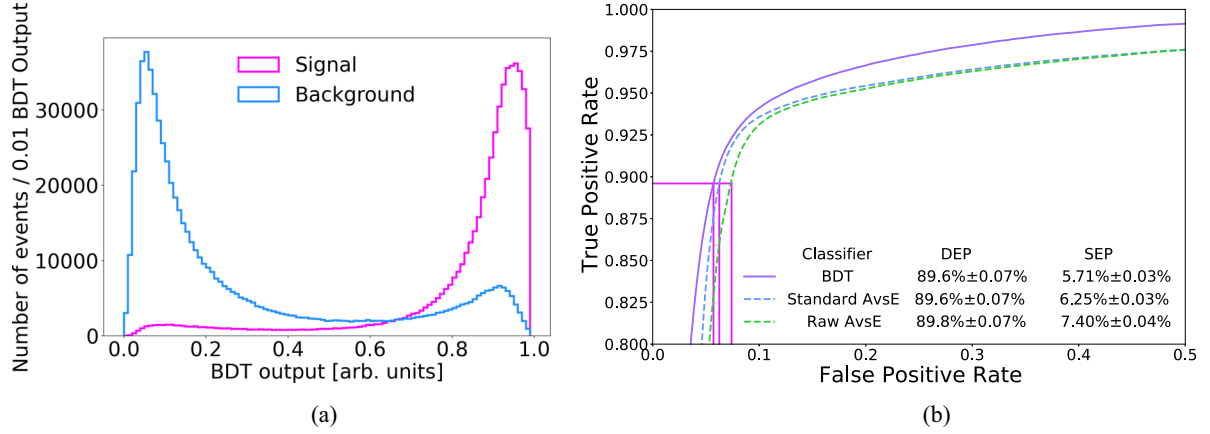 Number of events / 0.01 BDT Output
30000
20000
10000
0
Signal
Background
0.0 0.2 0.4 0.6 0.8 1.0
BDT output [arb. units]
(a)
True Positive Rate
1.000
0.975
0.950
0.925
0.900
0.875
0.850
0.825
0.800
Classifier DEP SEP
BDT 89.6%±0.07% 5.71%±0.03%
Standard AvsE 89.6%±0.07% 6.25%±0.03%
Raw AvsE 89.8%±0.07% 7.40%±0.04%
0.0 0.1 0.2 0.3 0.4 0.5
False Positive Rate
(b)